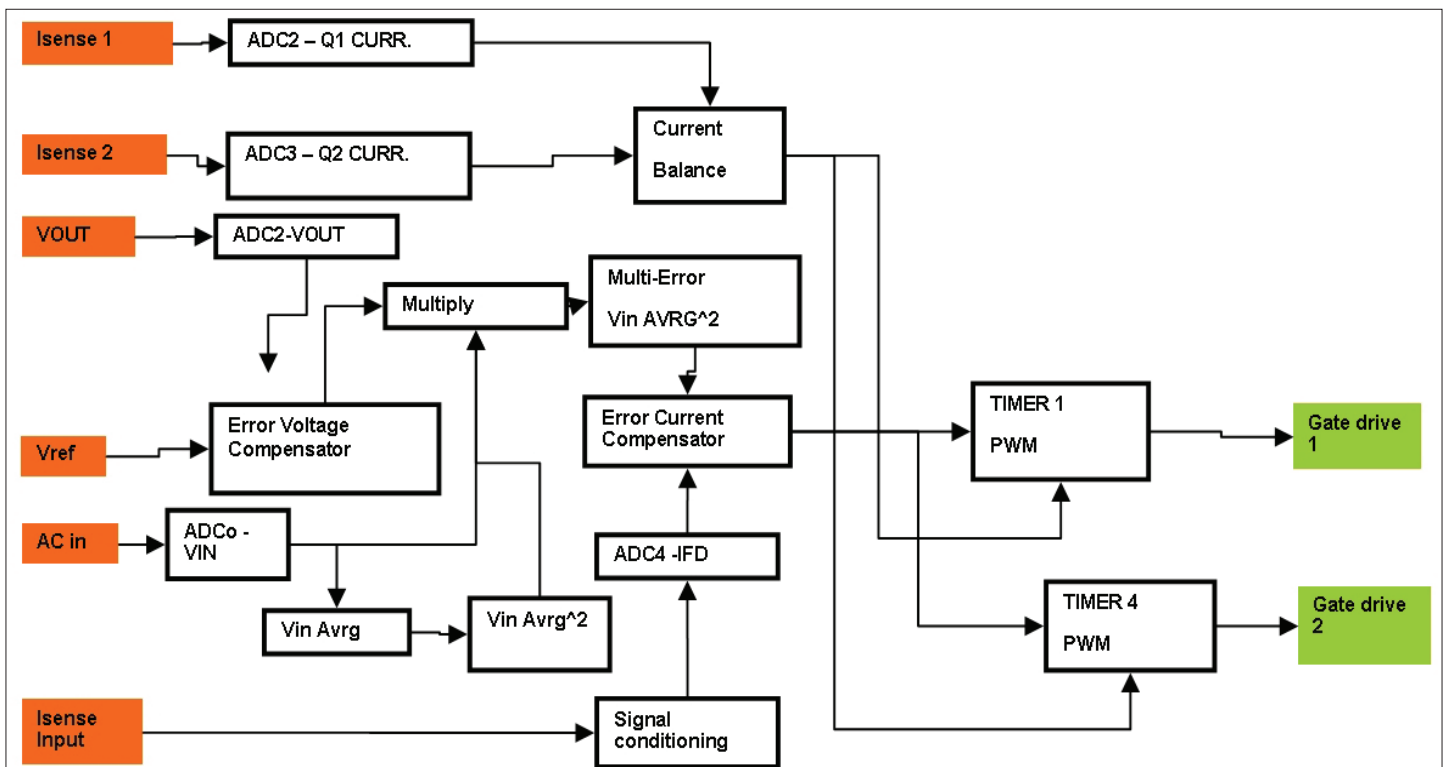 Isense 1
ADC2 – Q1 CURR.
Isense 2
ADC3 – Q2 CURR.
Current
Balance
VOUT
ADC2-VOUT
Multiply
Multi-Error
Vin AVRG^2
Error Voltage
Compensator
Vref
Error Current
Compensator
TIMER 1
PWM
Gate drive
1
AC in
ADCo -
VIN
ADC4 -IFD
Vin Avrg
Vin Avrg^2
TIMER 4
PWM
Gate drive
2
Isense
Input
Signal
conditioning